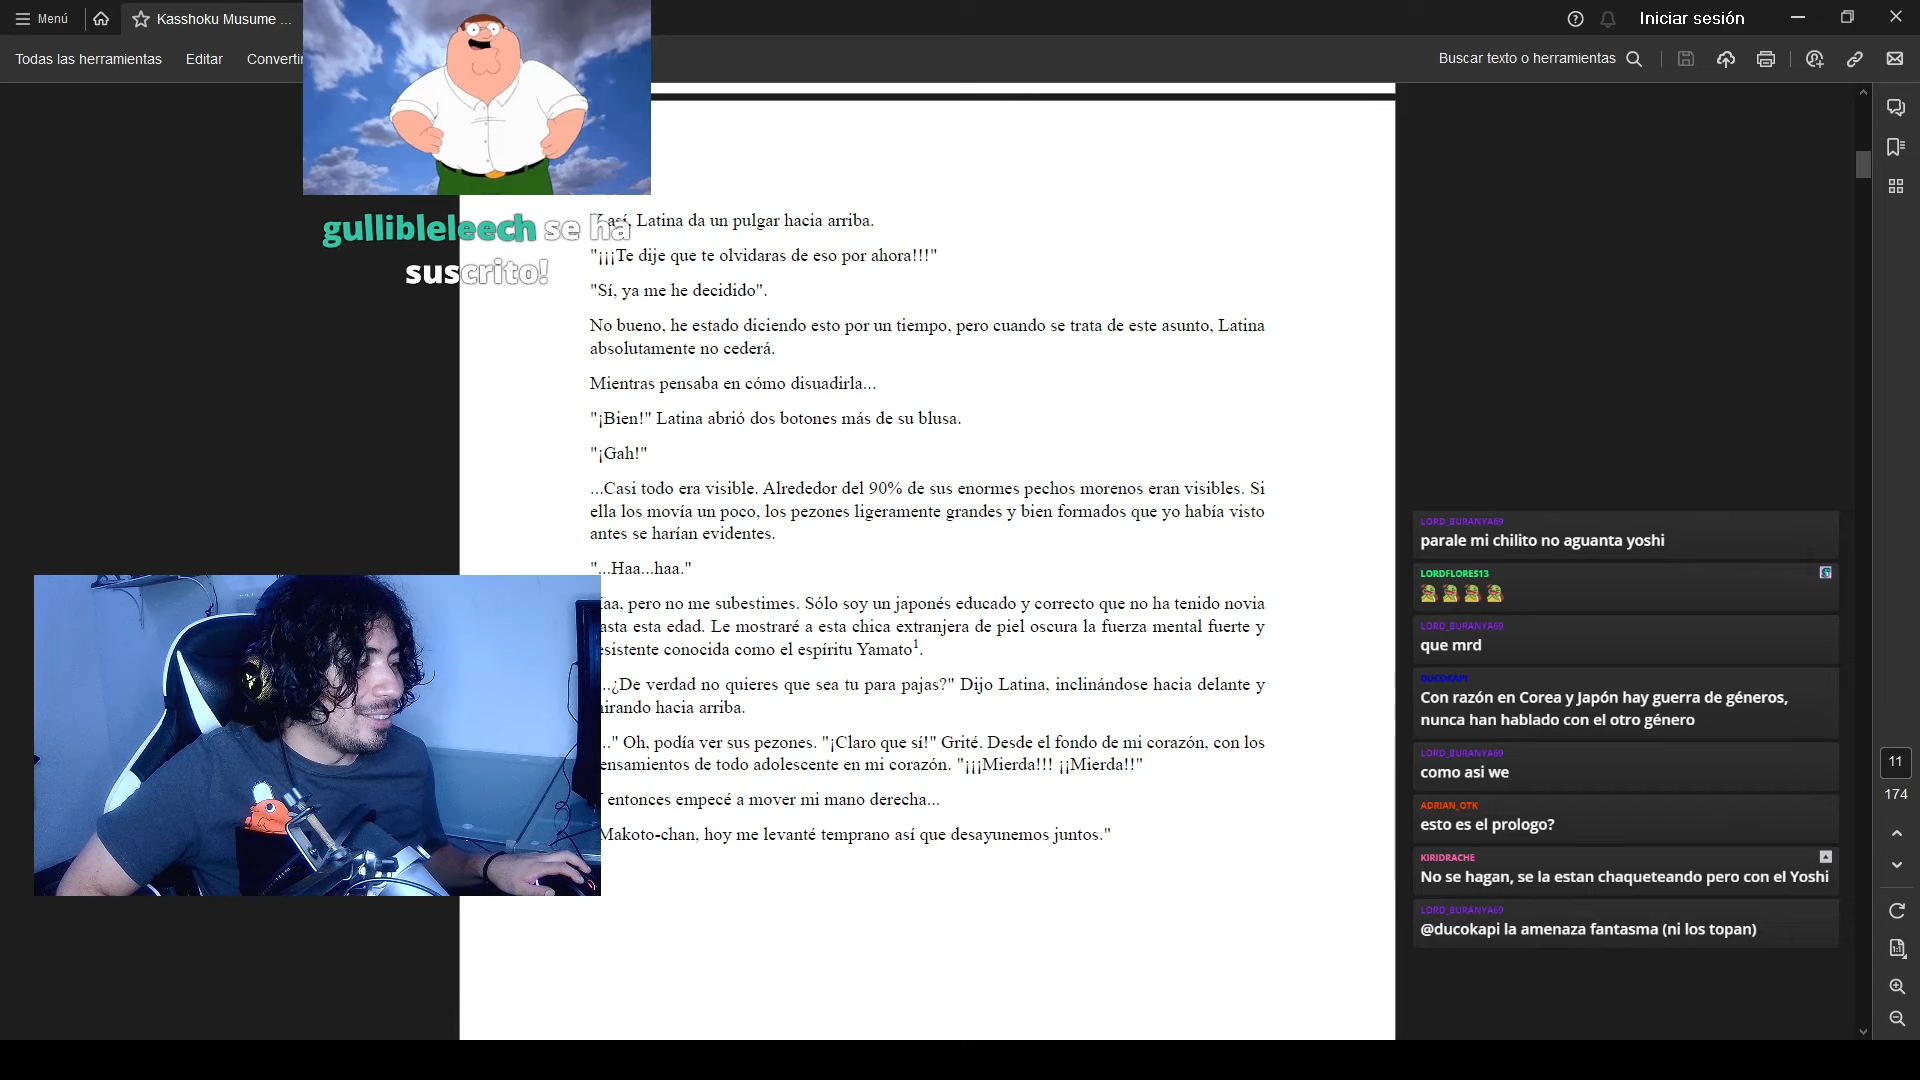 Menú
Kasshoku Musume ...
Iniciar sesión
Todas las herramientas
Editar
Buscar texto o herramientas
gullibleleech se ha
suscrito!
Latina da un pulgar hacia arriba.
"¡¡¡Te dije que te olvidaras de eso por ahora!!!"
"Sí, ya me he decidido".
No bueno, he estado diciendo esto por un tiempo, pero cuando se trata de este asunto, Latina
absolutamente no cederá.
Mientras pensaba en cómo disuadirla...
"¡Bien!" Latina abrió dos botones más de su blusa.
"¡Gah!"
...Casi todo era visible. Alrededor del 90% de sus enormes pechos morenos eran visibles. Si
ella los movía un poco, los pezones ligeramente grandes y bien formados que yo había visto
antes se harían evidentes.
"...Haa...haa."
pero no me subestimes. Sólo soy un japonés educado y correcto que no ha tenido novia
esta edad. Le mostraré a esta chica extranjera de piel oscura la fuerza mental fuerte y
conocida como el espíritu Yamato¹.
..¿De verdad no quieres que sea tu para pajas?" Dijo Latina, inclinándose hacia delante y
hacia arriba.
.." Oh, podía ver sus pezones. "¡Claro que sí!" Grité. Desde el fondo de mi corazón, con los
de todo adolescente en mi corazón. "¡¡¡Mierda!!! ¡¡Mierda!!"
entonces empecé a mover mi mano derecha...
Makoto-chan, hoy me levanté temprano así que desayunemos juntos."
LORD_BURANYA69
parale mi chilito no aguanta yoshi
LORDFLORES13
LORD_BURANYA69
que mrd
DUCOKAPI
Con razón en Corea y Japón hay guerra de géneros,
nunca han hablado con el otro género
LORD_BURANYA69
como asi we
ADRIAN_OTK
esto es el prologo?
KIRIDRACHE
No se hagan, se la estan chaqueteando pero con el Yoshi
LORD_BURANYA69
@ducokapi la amenaza fantasma (ni los topan)
11
174